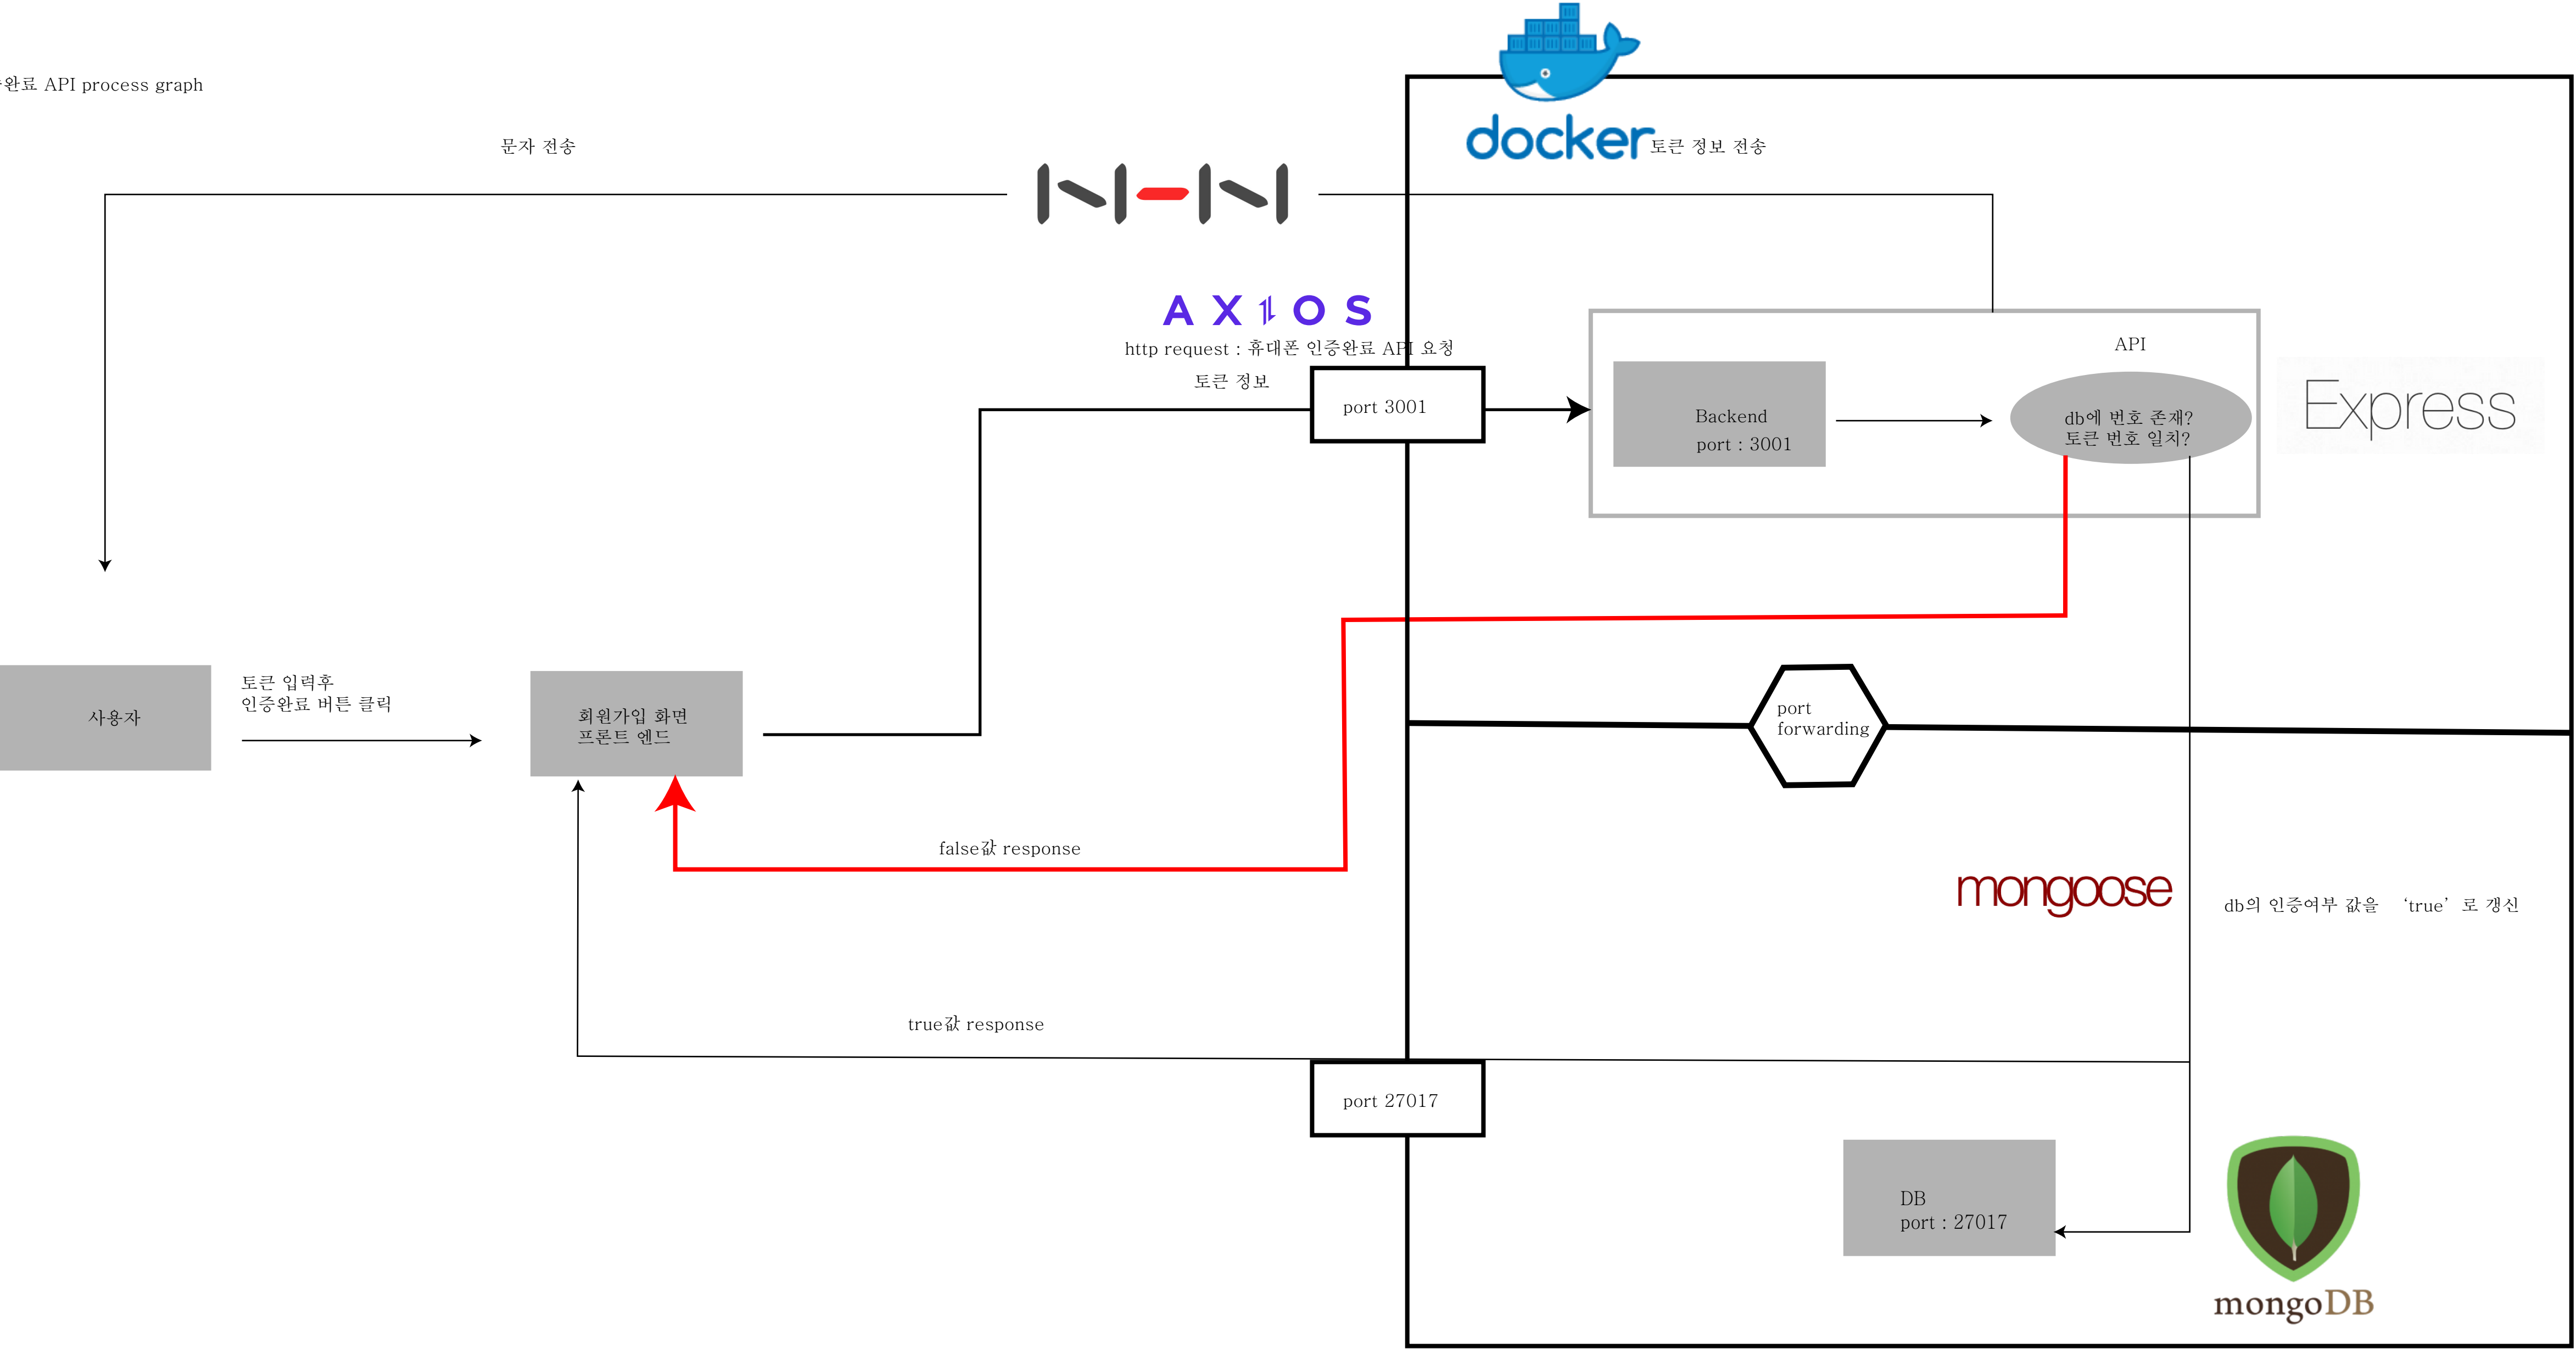 완료 API process graph
문자 전송
docker
토큰 정보 전송
NHN
AXIOS
http request : 휴대폰 인증완료 API 요청
토큰 정보
port 3001
API
Backend
port : 3001
db에 번호 존재?
토큰 번호 일치?
Express
사용자
토큰 입력후
인증완료 버튼 클릭
회원가입 화면
프론트 엔드
port
forwarding
false값 response
mongoose
db의 인증여부 값을 ‘true’로 갱신
true값 response
port 27017
DB
port : 27017
mongoDB